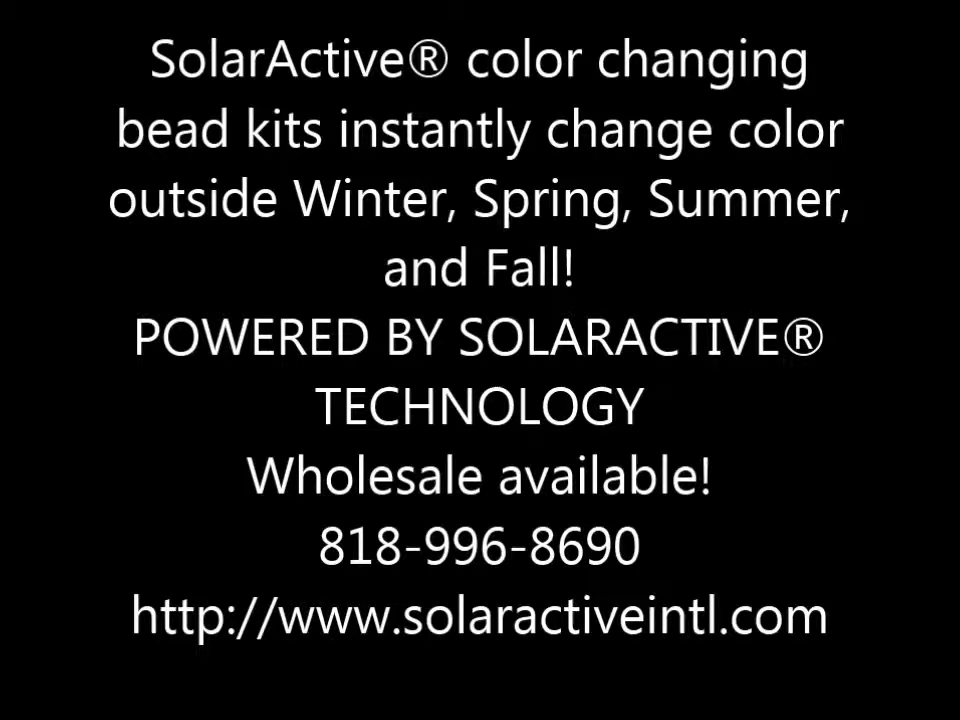 SolarActive® color changing
bead kits instantly change color
outside Winter, Spring, Summer,
and Fall!
POWERED BY SOLARACTIVE®
TECHNOLOGY
Wholesale available!
818-996-8690
http://www.solaractiveintl.com